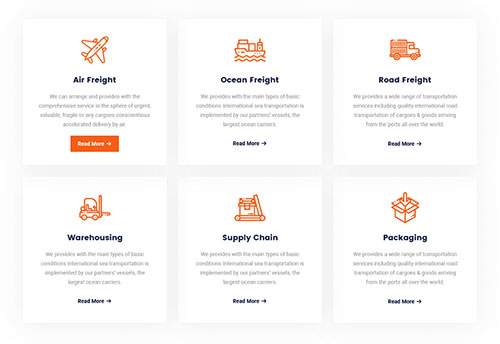 Air Freight
We can arrange and provides with the
comprehensive service in the sphere of urgent,
valuable, fragile or any cargoes conscientious
accelerated delivery by air.
Read More →
Ocean Freight
We provides with the main types of basic
conditions International sea transportation is
implemented by our partners' vessels, the
largest ocean carriers.
Read More →
Road Freight
We provides a wide range of transportation
services including quality international road
transportation of cargoes & goods arriving
from the ports all over the world.
Read More →
Warehousing
We provides with the main types of basic
conditions International sea transportation is
implemented by our partners' vessels, the
largest ocean carriers.
Read More →
Supply Chain
We provides with the main types of basic
conditions International sea transportation is
implemented by our partners' vessels, the
largest ocean carriers.
Read More →
Packaging
We provides a wide range of transportation
services including quality international road
transportation of cargoes & goods arriving
from the ports all over the world.
Read More →